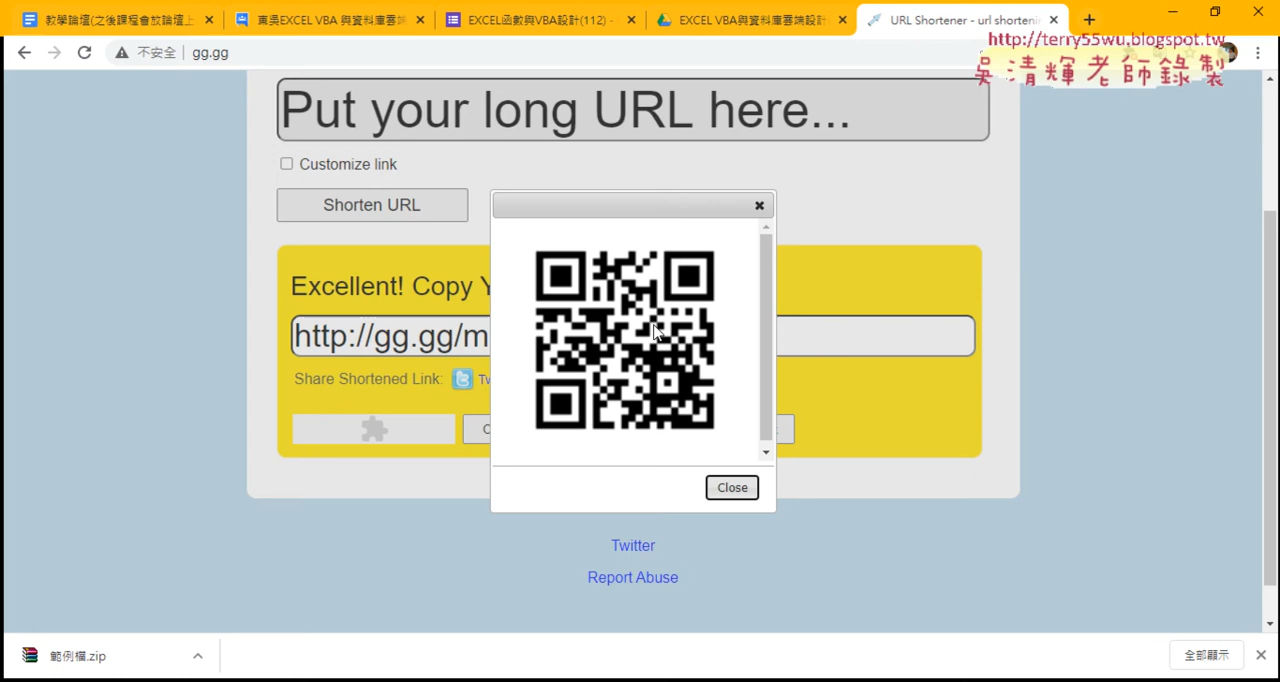 教學論壇(之後課程會放論壇上
東吳EXCEL VBA 與資料庫雲端
EXCEL函數與VBA設計(112) -
EXCEL VBA與資料庫雲端設計
URL Shortener - url shortenin
不安全
gg.gg
http://terry55wu.blogspot.tw
吳清輝老師錄製
Put your long URL here...
Customize link
Shorten URL
Excellent! Copy Y
http://gg.gg/m
Share Shortened Link:
Tw
Close
Twitter
Report Abuse
範例檔.zip
全部顯示